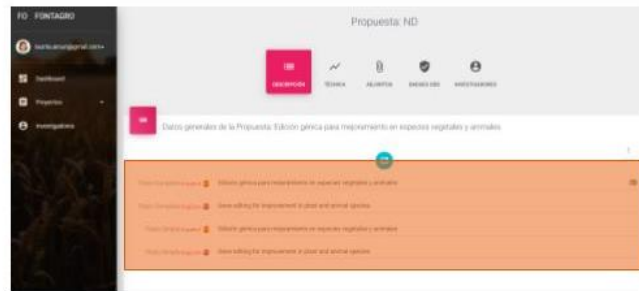 FO FONTAGRO
Propuesta: ND
Dashboard
Proyectos
Investigadores
DESCRIPCIÓN
TÉCNICA
ADJUNTOS
INVESTIGADORES
Datos generales de la Propuesta: Edición génica para mejoramiento en especies vegetales y animales
Edición génica para mejoramiento en especies vegetales y animales
Gene editing for improvement in plant and animal species
Edición génica para mejoramiento en especies vegetales y animales
Gene editing for improvement in plant and animal species